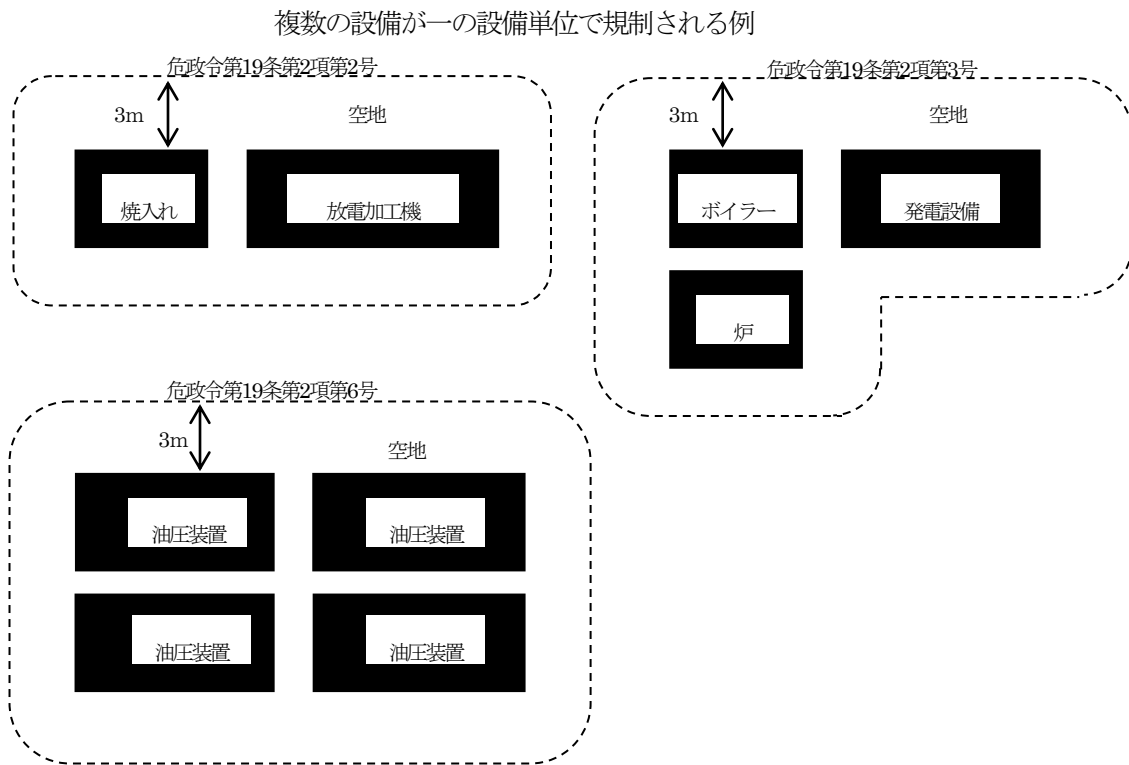 複数の設備が一の設備単位で規制される例
危政令第19条第2項第2号
3m
空地
焼入れ
放電加工機
危政令第19条第2項第3号
3m
空地
ボイラー
発電設備
炉
危政令第19条第2項第6号
3m
空地
油圧装置
油圧装置
油圧装置
油圧装置